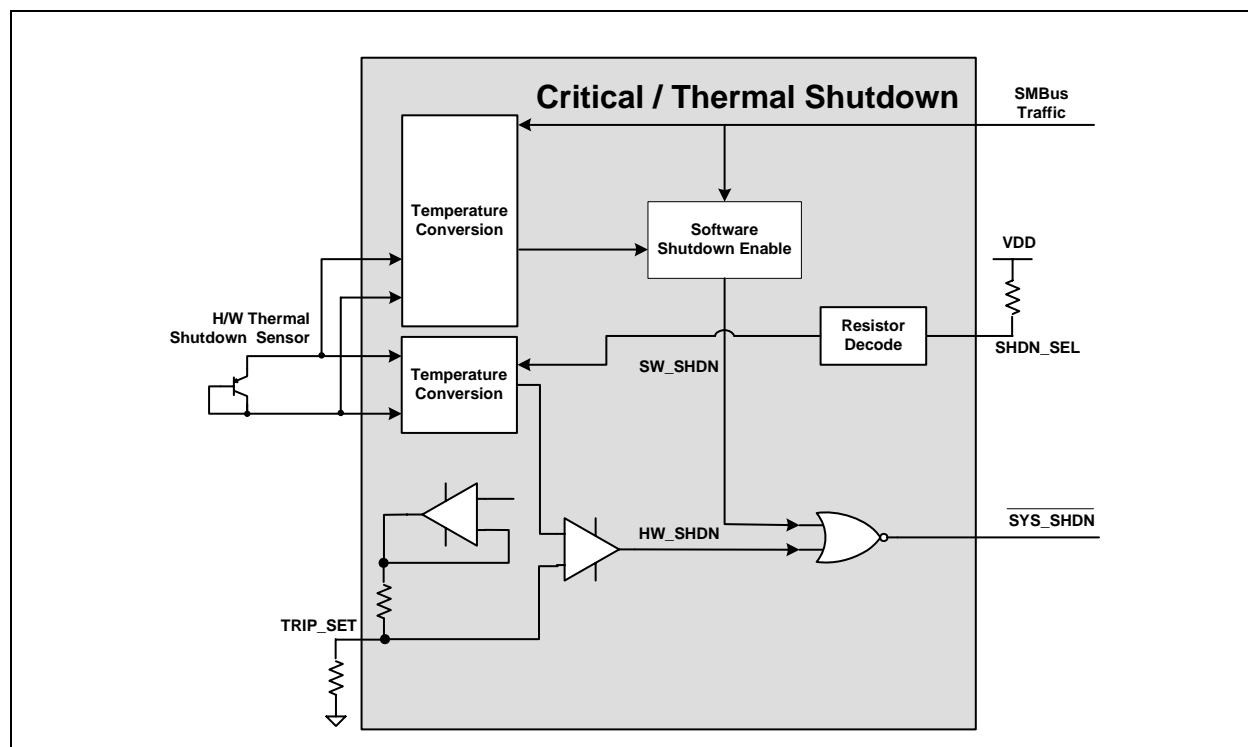 Critical / Thermal Shutdown
SMBus
Traffic
Temperature
Conversion
Software
Shutdown Enable
VDD
H/W Thermal
Shutdown Sensor
Resistor
Decode
SHDN_SEL
SW_SHDN
Temperature
Conversion
HW_SHDN
SYS_SHDN
TRIP_SET